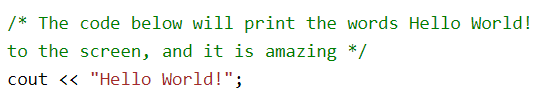 /* The code below will print the words Hello World!
to the screen, and it is amazing */
cout << "Hello World!";